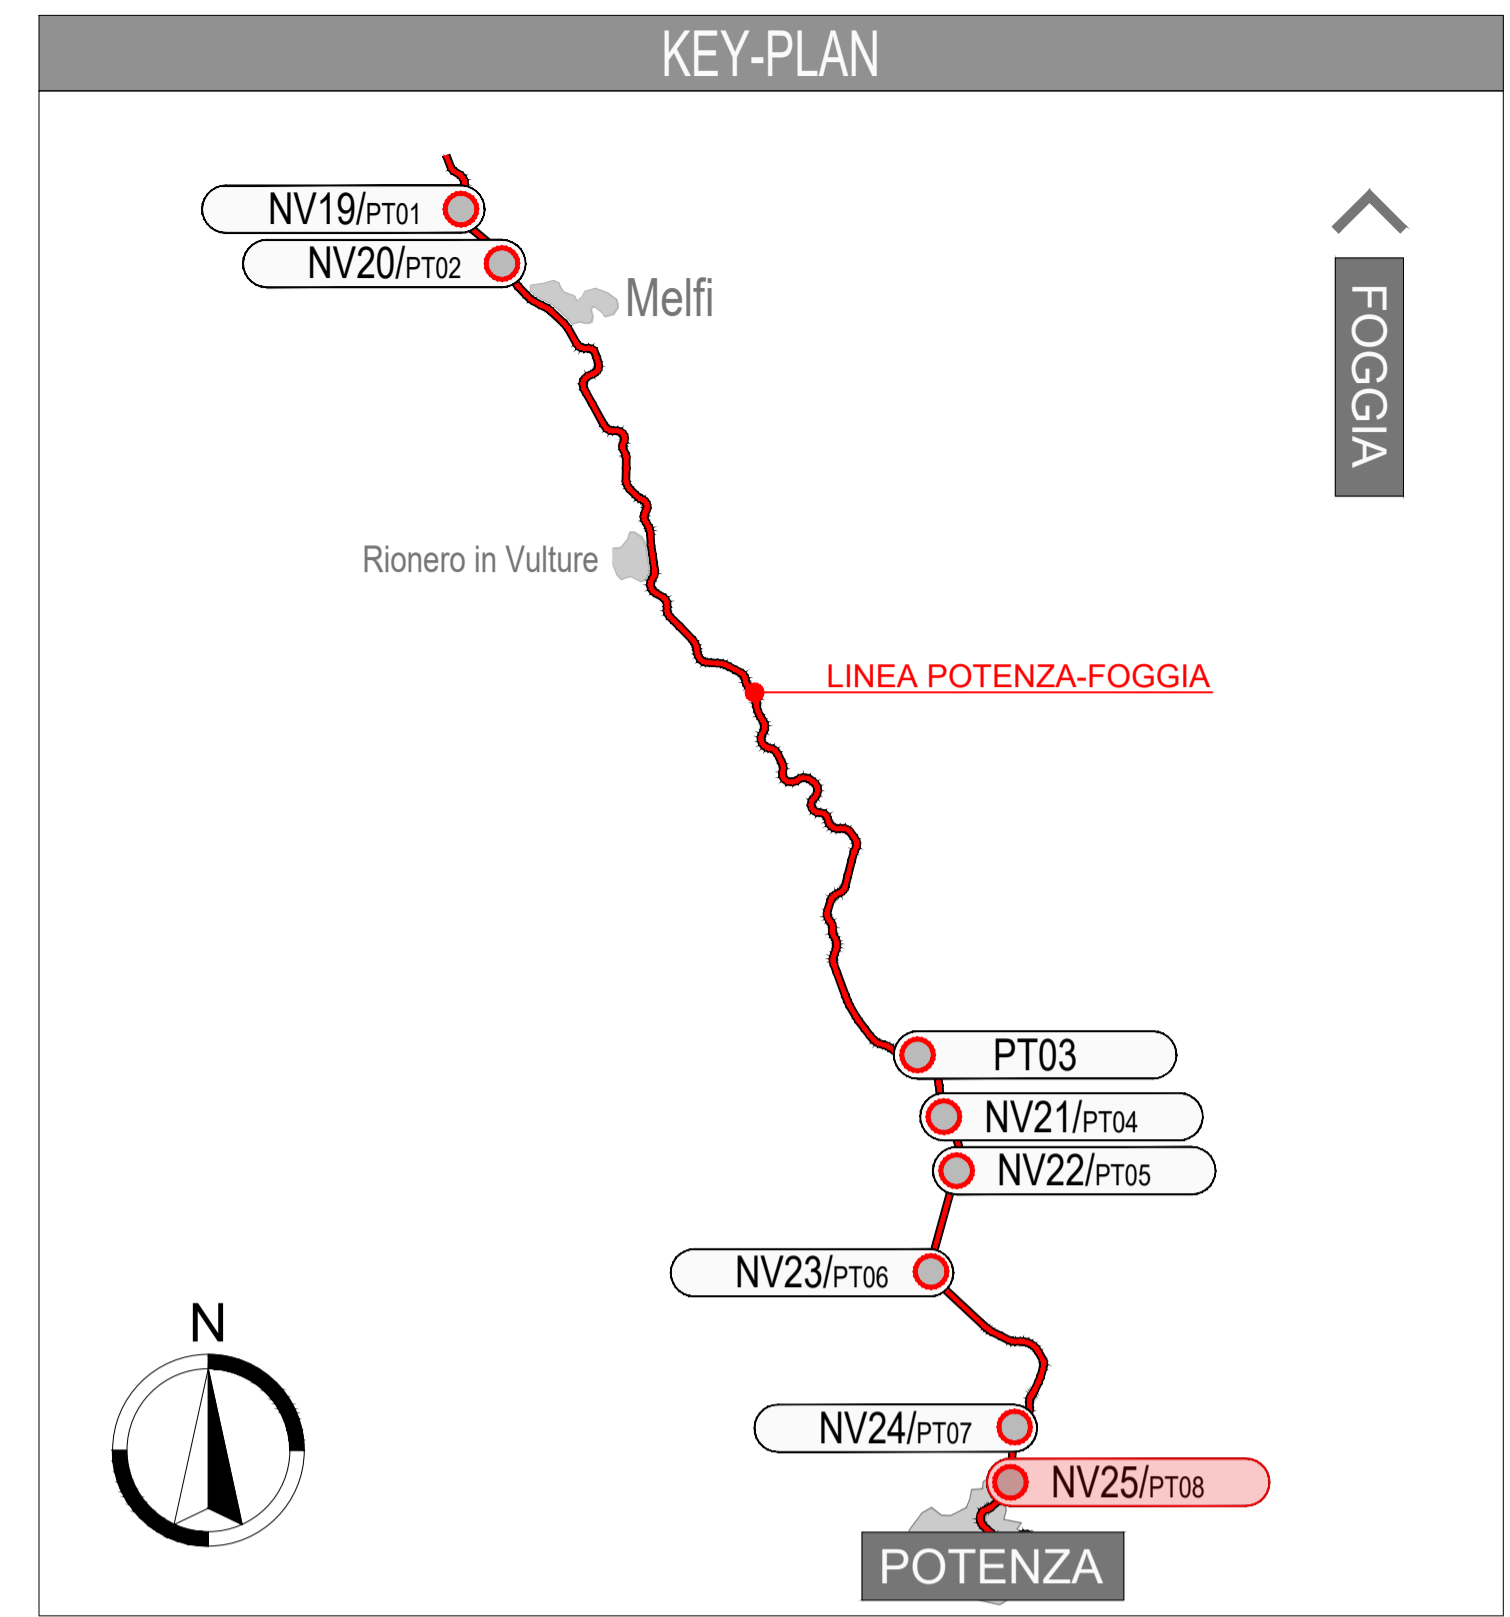 KEY-PLAN
NV19/PT01
NV20/PT02
Melfi
FOGGIA
Rionero in Vulture
LINEA POTENZA-FOGGIA
PT03
NV21/PT04
NV22/PT05
NV23/PT06
N
NV24/PT07
NV25/PT08
POTENZA